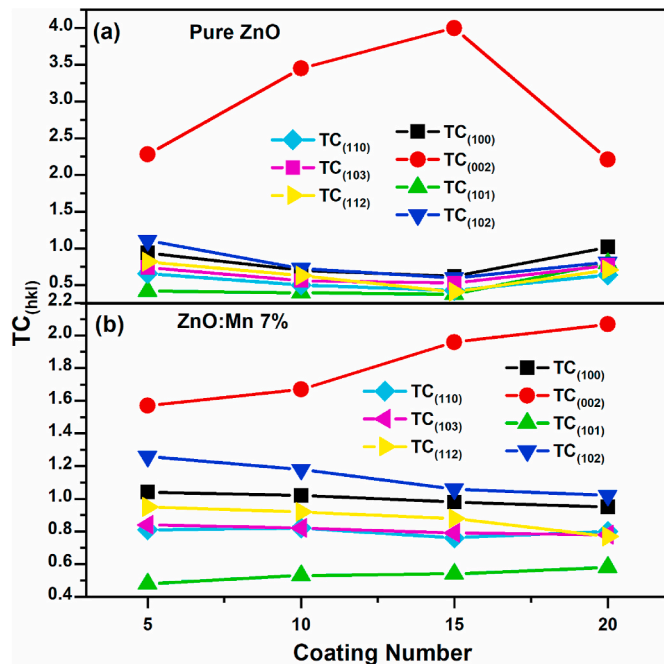 (a)
Pure ZnO
4.0
3.5
3.0
2.5
2.0
1.5
1.0
0.5
TC(110)
TC(103)
TC(112)
TC(100)
TC(002)
TC(101)
TC(102)
TC(hkl)
(b)
ZnO:Mn 7%
2.2
2.0
1.8
1.6
1.4
1.2
1.0
0.8
0.6
0.4
TC(110)
TC(103)
TC(112)
TC(100)
TC(002)
TC(101)
TC(102)
5 10 15 20
Coating Number